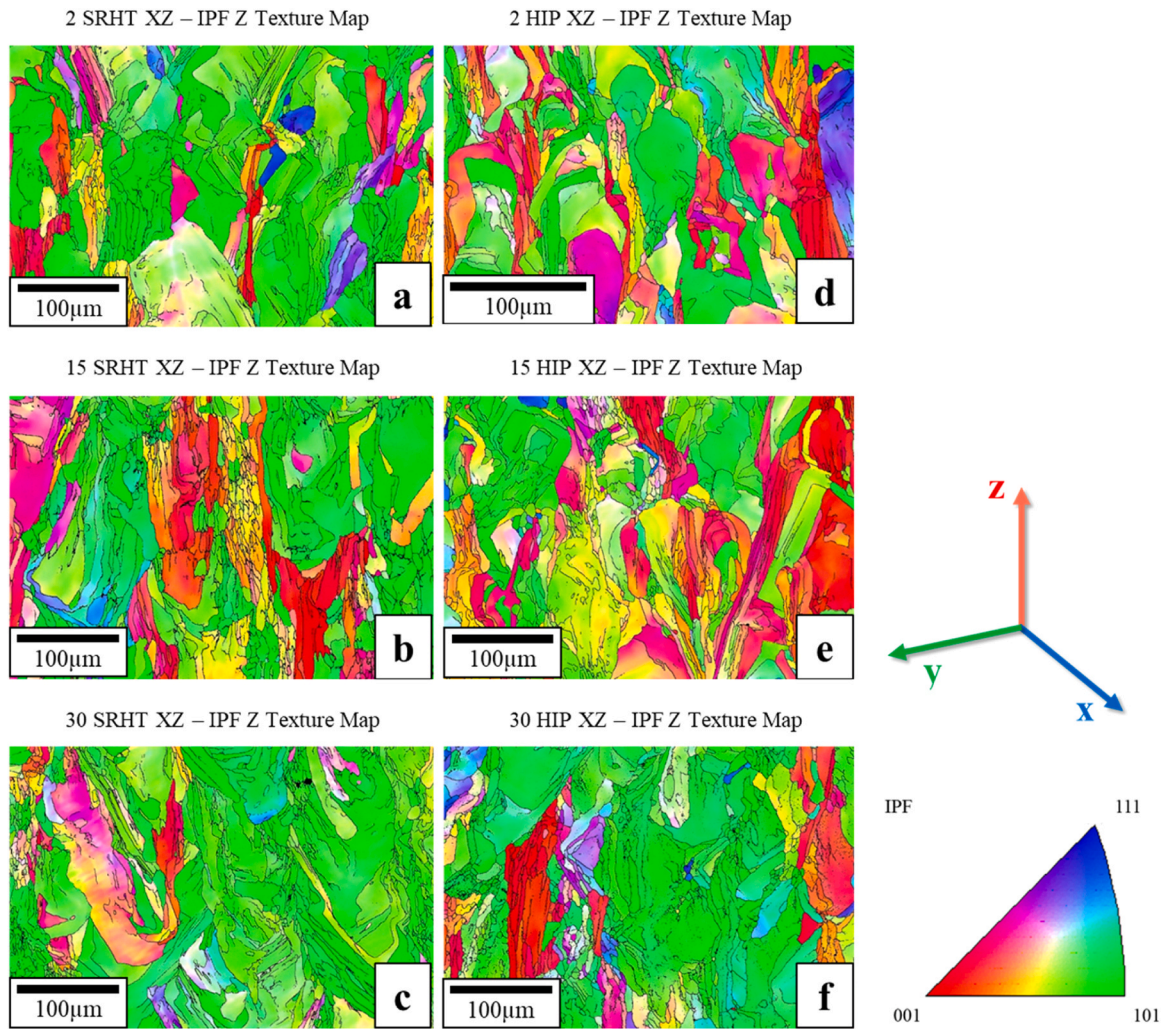 2 SRHT XZ – IPF Z Texture Map
2 HIP XZ – IPF Z Texture Map
100μm
a
100μm
d
15 SRHT XZ – IPF Z Texture Map
15 HIP XZ – IPF Z Texture Map
100μm
b
100μm
e
z
y
x
30 SRHT XZ – IPF Z Texture Map
30 HIP XZ – IPF Z Texture Map
100μm
c
100μm
f
IPF
111
001
101